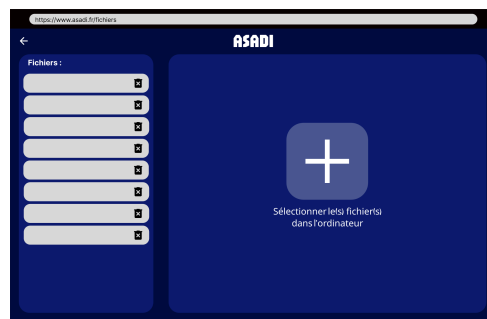 https://www.asadi.fr/fichiers
ASADI
Fichiers :
Sélectionner le(s) fichier(s)
dans l'ordinateur